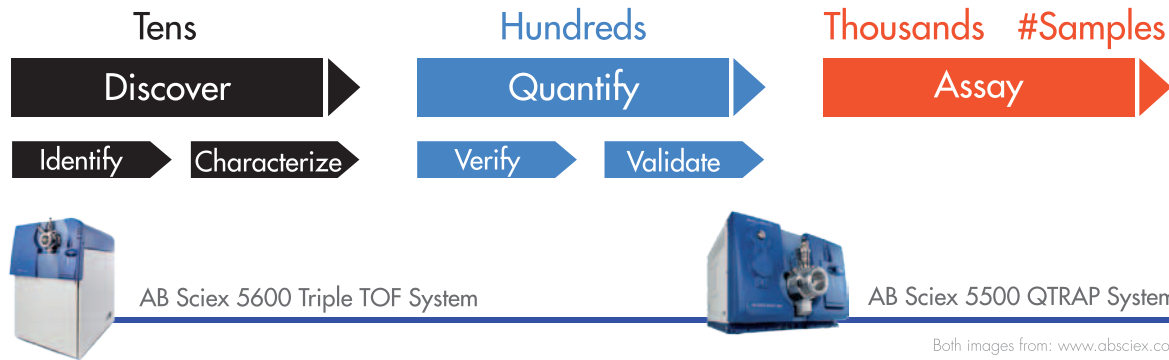 Tens Hundreds Thousands #Samples
Discover Quantify Assay
Identify Characterize Verify Validate
AB Sciex 5600 Triple TOF System AB Sciex 5500 QTRAP System
Both images from: www.absciex.co